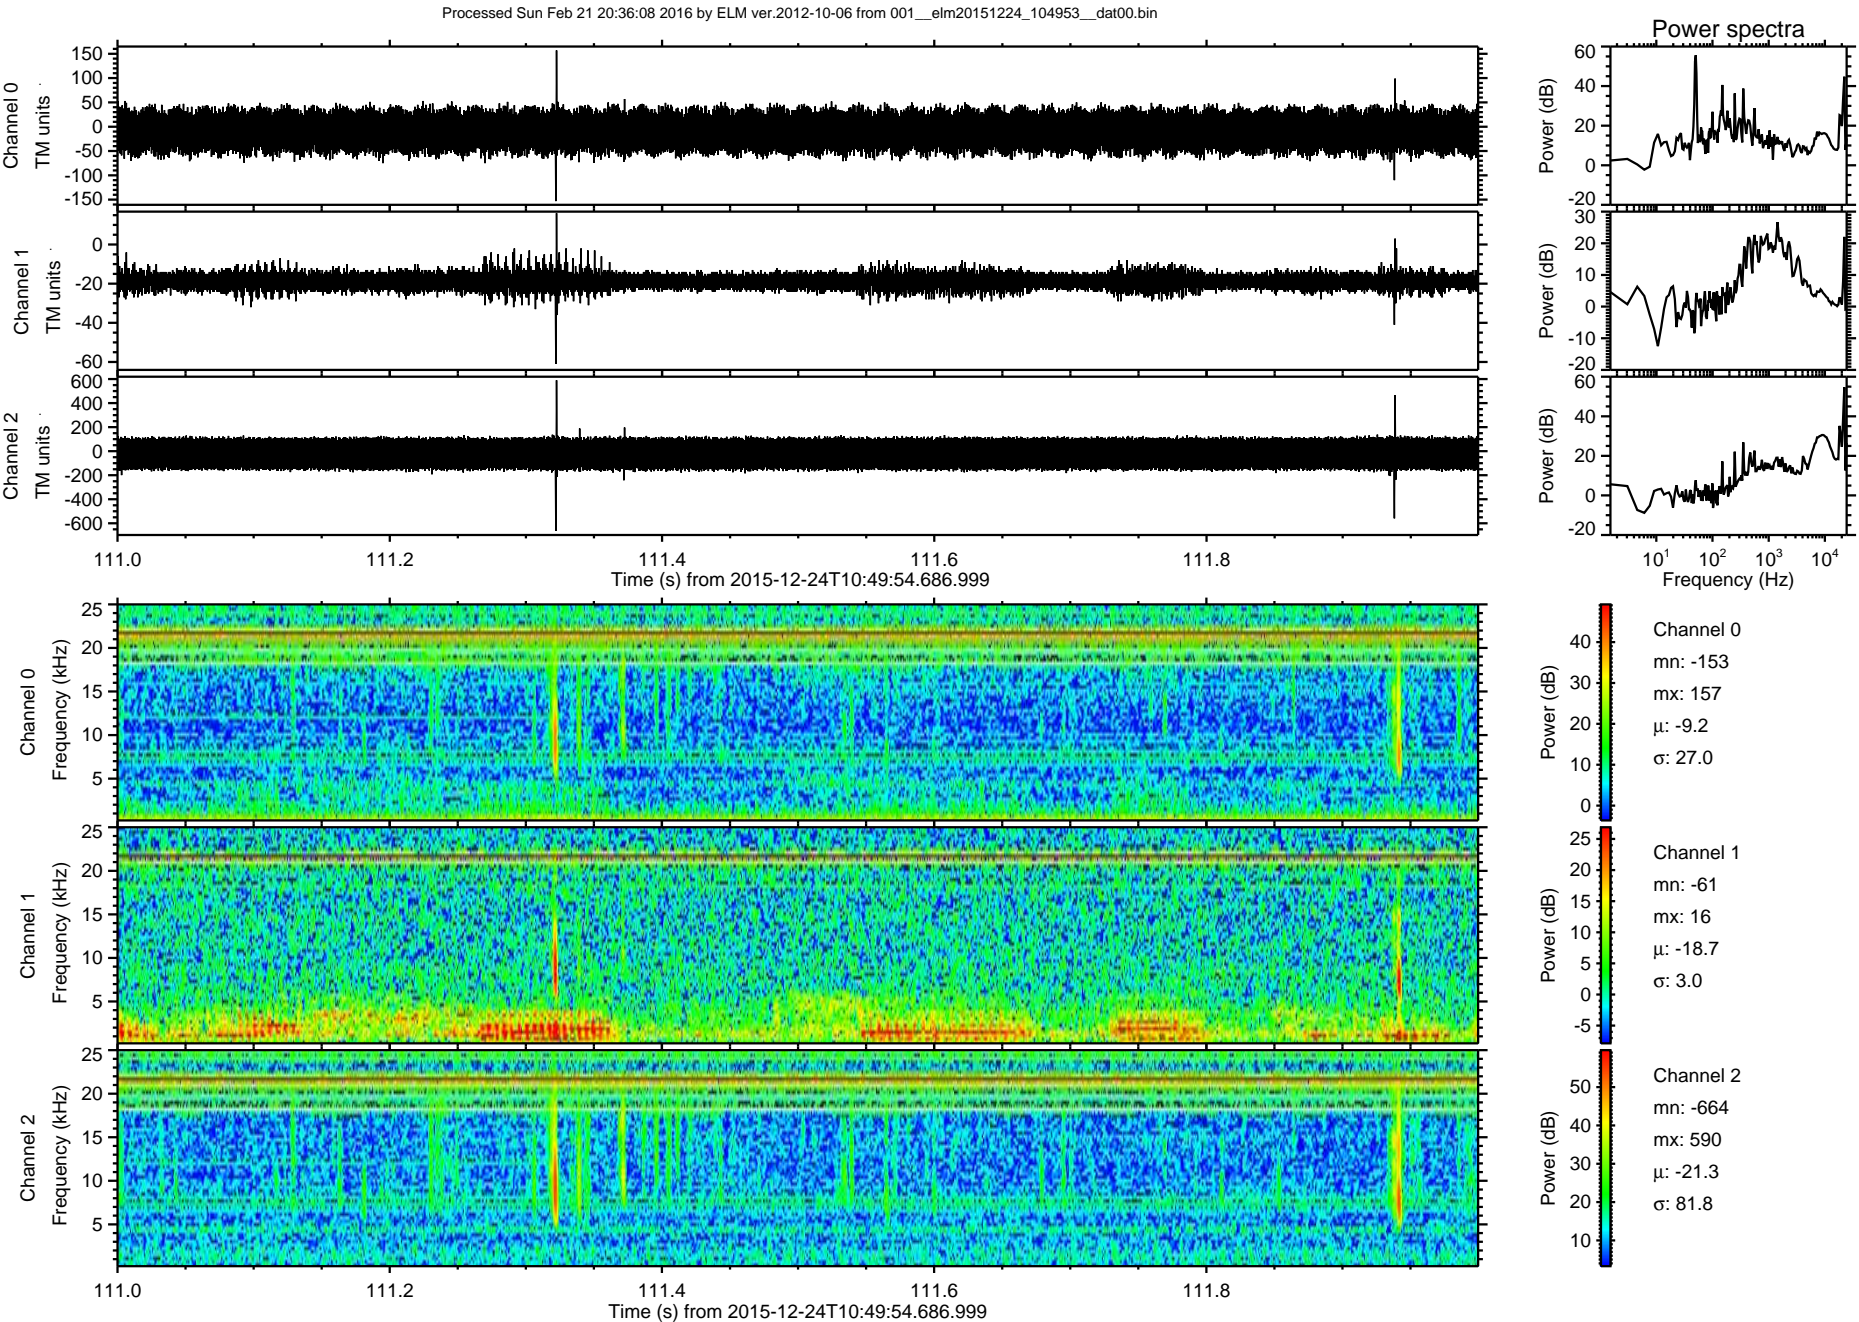 Processed Sun Feb 21 20:36:08 2016 by ELM ver.2012-10-06 from 001__elm20151224_104953__dat00.bin
Power spectra
Channel 0
TM units
150
100
50
0
-50
-100
-150
Power (dB)
60
40
20
0
-20
Channel 1
TM units
0
-20
-40
-60
Power (dB)
30
20
10
0
-10
-20
Channel 2
TM units
600
400
200
0
-200
-400
-600
Power (dB)
60
40
20
0
-20
111.0 111.2 111.4 111.6 111.8
Time (s) from 2015-12-24T10:49:54.686.999
10¹ 10² 10³ 10⁴
Frequency (Hz)
Channel 0
Frequency (kHz)
25
20
15
10
5
Power (dB)
40
30
20
10
0
Channel 0
mn: -153
mx: 157
μ: -9.2
σ: 27.0
Channel 1
Frequency (kHz)
25
20
15
10
5
Power (dB)
25
20
15
10
5
0
-5
Channel 1
mn: -61
mx: 16
μ: -18.7
σ: 3.0
Channel 2
Frequency (kHz)
25
20
15
10
5
Power (dB)
50
40
30
20
10
Channel 2
mn: -664
mx: 590
μ: -21.3
σ: 81.8
111.0 111.2 111.4 111.6 111.8
Time (s) from 2015-12-24T10:49:54.686.999